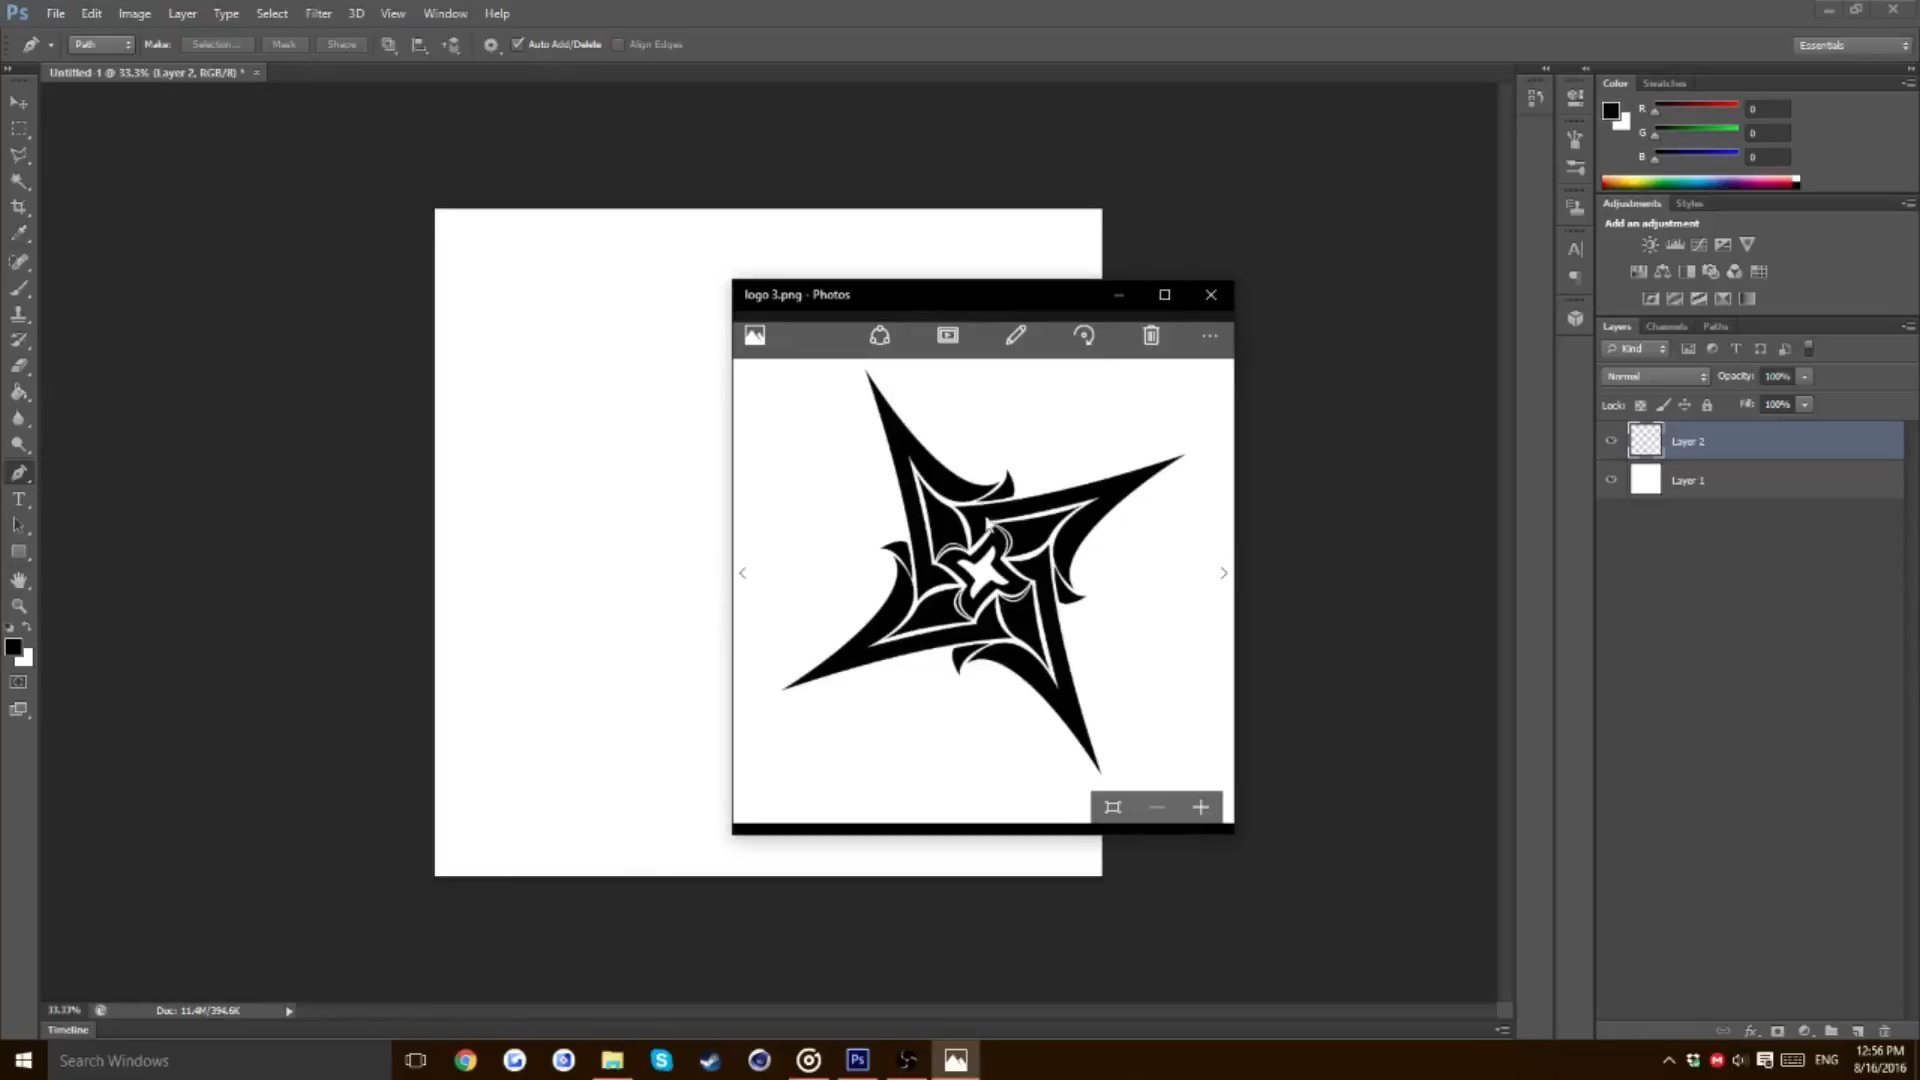 Ps File Edit Image Layer Type Select Filter 3D View Window Help
Path Make: Selection... Mask Shape Auto Add/Delete Align Edges Essentials
Untitled-1 @ 33.3% (Layer 2, RGB/8) *
Color Swatches
R 0
G 0
B 0
Adjustments Styles
Add an adjustment
logo 3.png - Photos
Layers Channels Paths
Kind
Normal Opacity: 100%
Lock: Fill: 100%
Layer 2
Layer 1
33.33% Doc: 11.4M/394.6K
Timeline
Search Windows
Ps
ENG
12:56 PM
8/16/2016